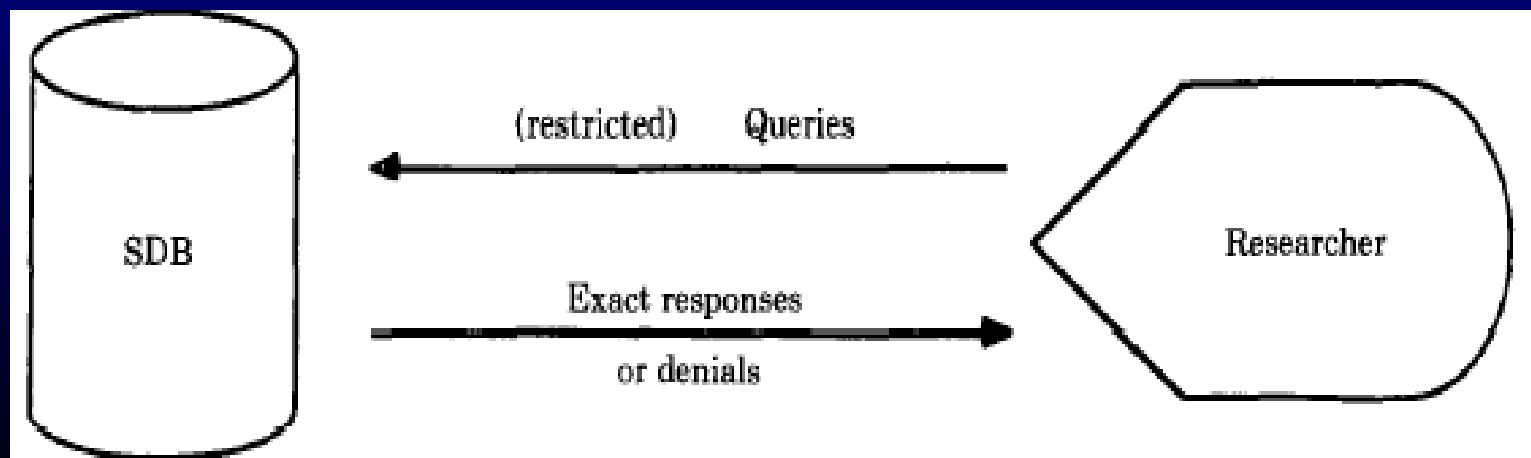 (restricted) Queries
SDB
Researcher
Exact responses
or denials